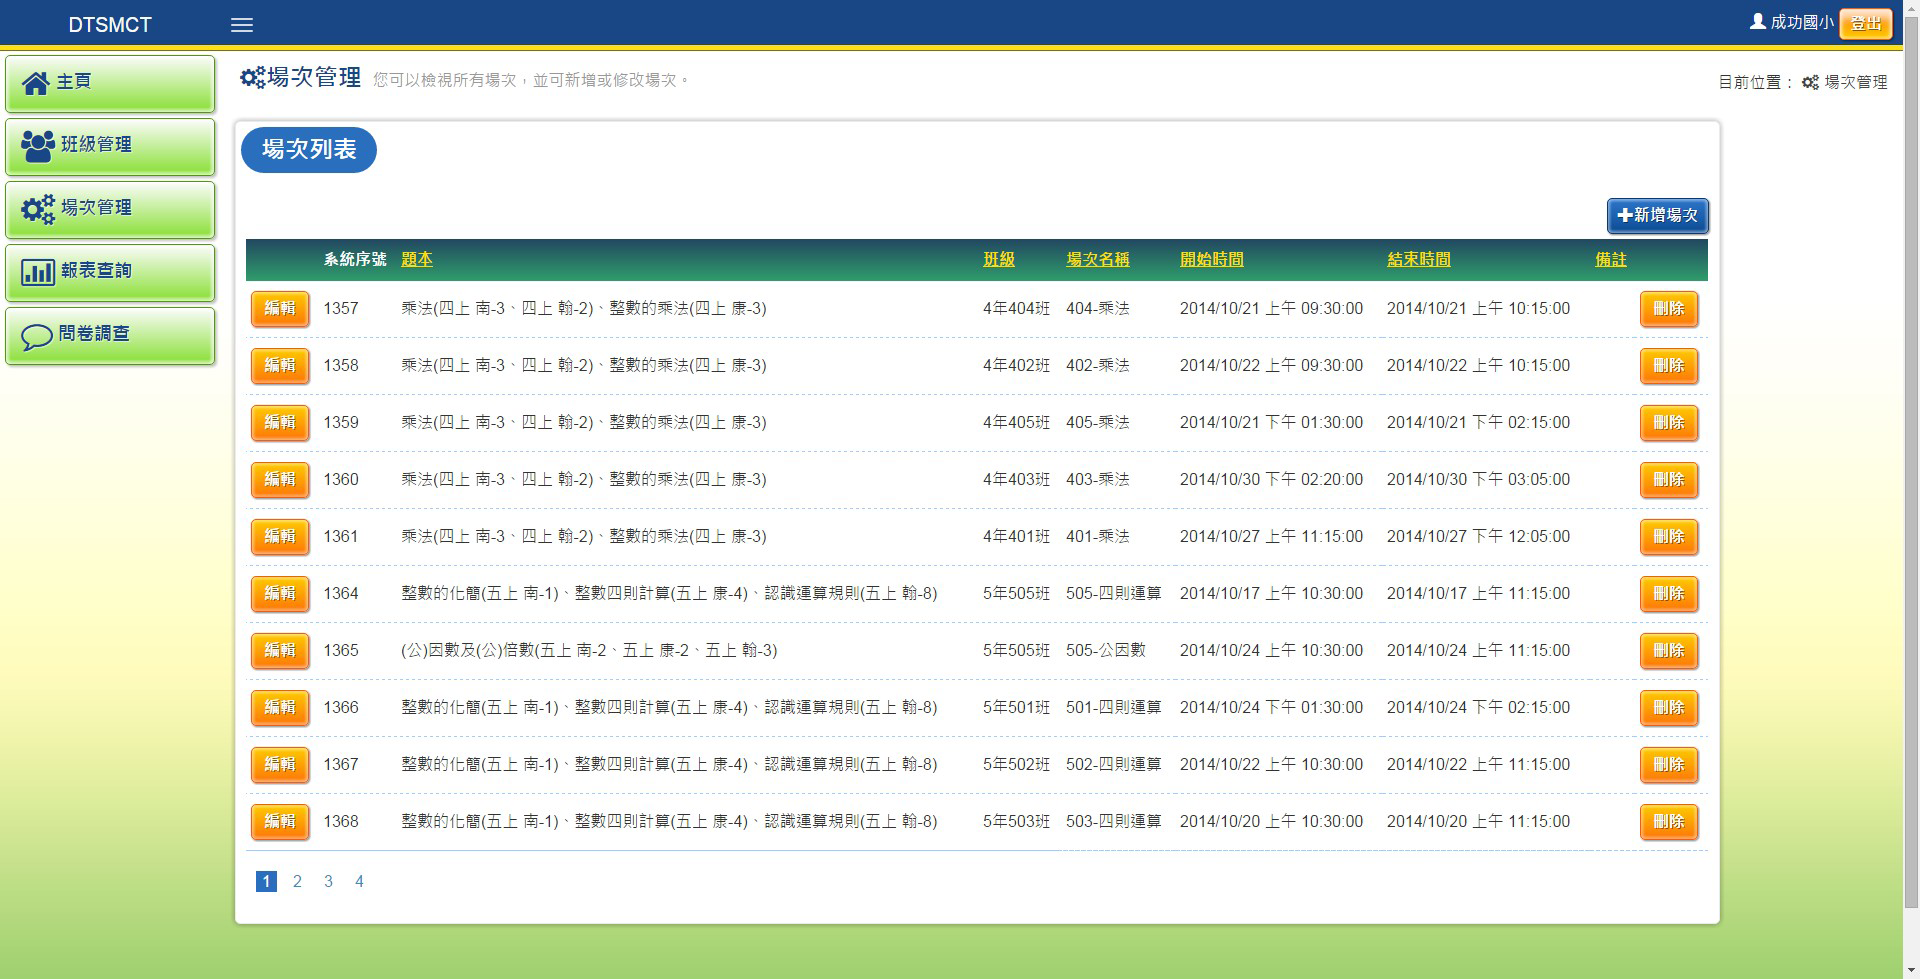 DTSMCT
成功國小 登出
主頁
班級管理
場次管理
報表查詢
問卷調查
場次管理 您可以檢視所有場次，並可新增或修改場次。
目前位置： 場次管理
場次列表
新增場次
系統序號 題本 班級 場次名稱 開始時間 結束時間 備註
編輯 1357 乘法(四上 南-3、四上 翰-2)、整數的乘法(四上 康-3) 4年404班 404-乘法 2014/10/21 上午 09:30:00 2014/10/21 上午 10:15:00 刪除
編輯 1358 乘法(四上 南-3、四上 翰-2)、整數的乘法(四上 康-3) 4年402班 402-乘法 2014/10/22 上午 09:30:00 2014/10/22 上午 10:15:00 刪除
編輯 1359 乘法(四上 南-3、四上 翰-2)、整數的乘法(四上 康-3) 4年405班 405-乘法 2014/10/21 下午 01:30:00 2014/10/21 下午 02:15:00 刪除
編輯 1360 乘法(四上 南-3、四上 翰-2)、整數的乘法(四上 康-3) 4年403班 403-乘法 2014/10/30 下午 02:20:00 2014/10/30 下午 03:05:00 刪除
編輯 1361 乘法(四上 南-3、四上 翰-2)、整數的乘法(四上 康-3) 4年401班 401-乘法 2014/10/27 上午 11:15:00 2014/10/27 下午 12:05:00 刪除
編輯 1364 整數的化簡(五上 南-1)、整數四則計算(五上 康-4)、認識運算規則(五上 翰-8) 5年505班 505-四則運算 2014/10/17 上午 10:30:00 2014/10/17 上午 11:15:00 刪除
編輯 1365 (公)因數及(公)倍數(五上 南-2、五上 康-2、五上 翰-3) 5年505班 505-公因數 2014/10/24 上午 10:30:00 2014/10/24 上午 11:15:00 刪除
編輯 1366 整數的化簡(五上 南-1)、整數四則計算(五上 康-4)、認識運算規則(五上 翰-8) 5年501班 501-四則運算 2014/10/24 下午 01:30:00 2014/10/24 下午 02:15:00 刪除
編輯 1367 整數的化簡(五上 南-1)、整數四則計算(五上 康-4)、認識運算規則(五上 翰-8) 5年502班 502-四則運算 2014/10/22 上午 10:30:00 2014/10/22 上午 11:15:00 刪除
編輯 1368 整數的化簡(五上 南-1)、整數四則計算(五上 康-4)、認識運算規則(五上 翰-8) 5年503班 503-四則運算 2014/10/20 上午 10:30:00 2014/10/20 上午 11:15:00 刪除
1 2 3 4